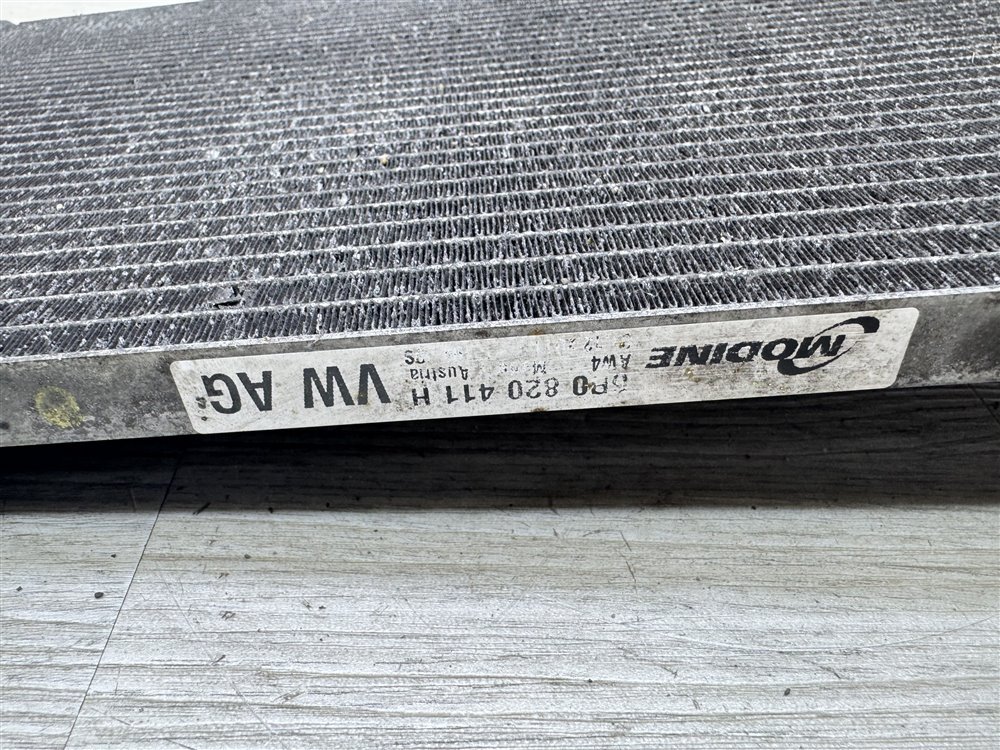 MODINE
6R0 820 411 H
AW4
Austria
VW AG